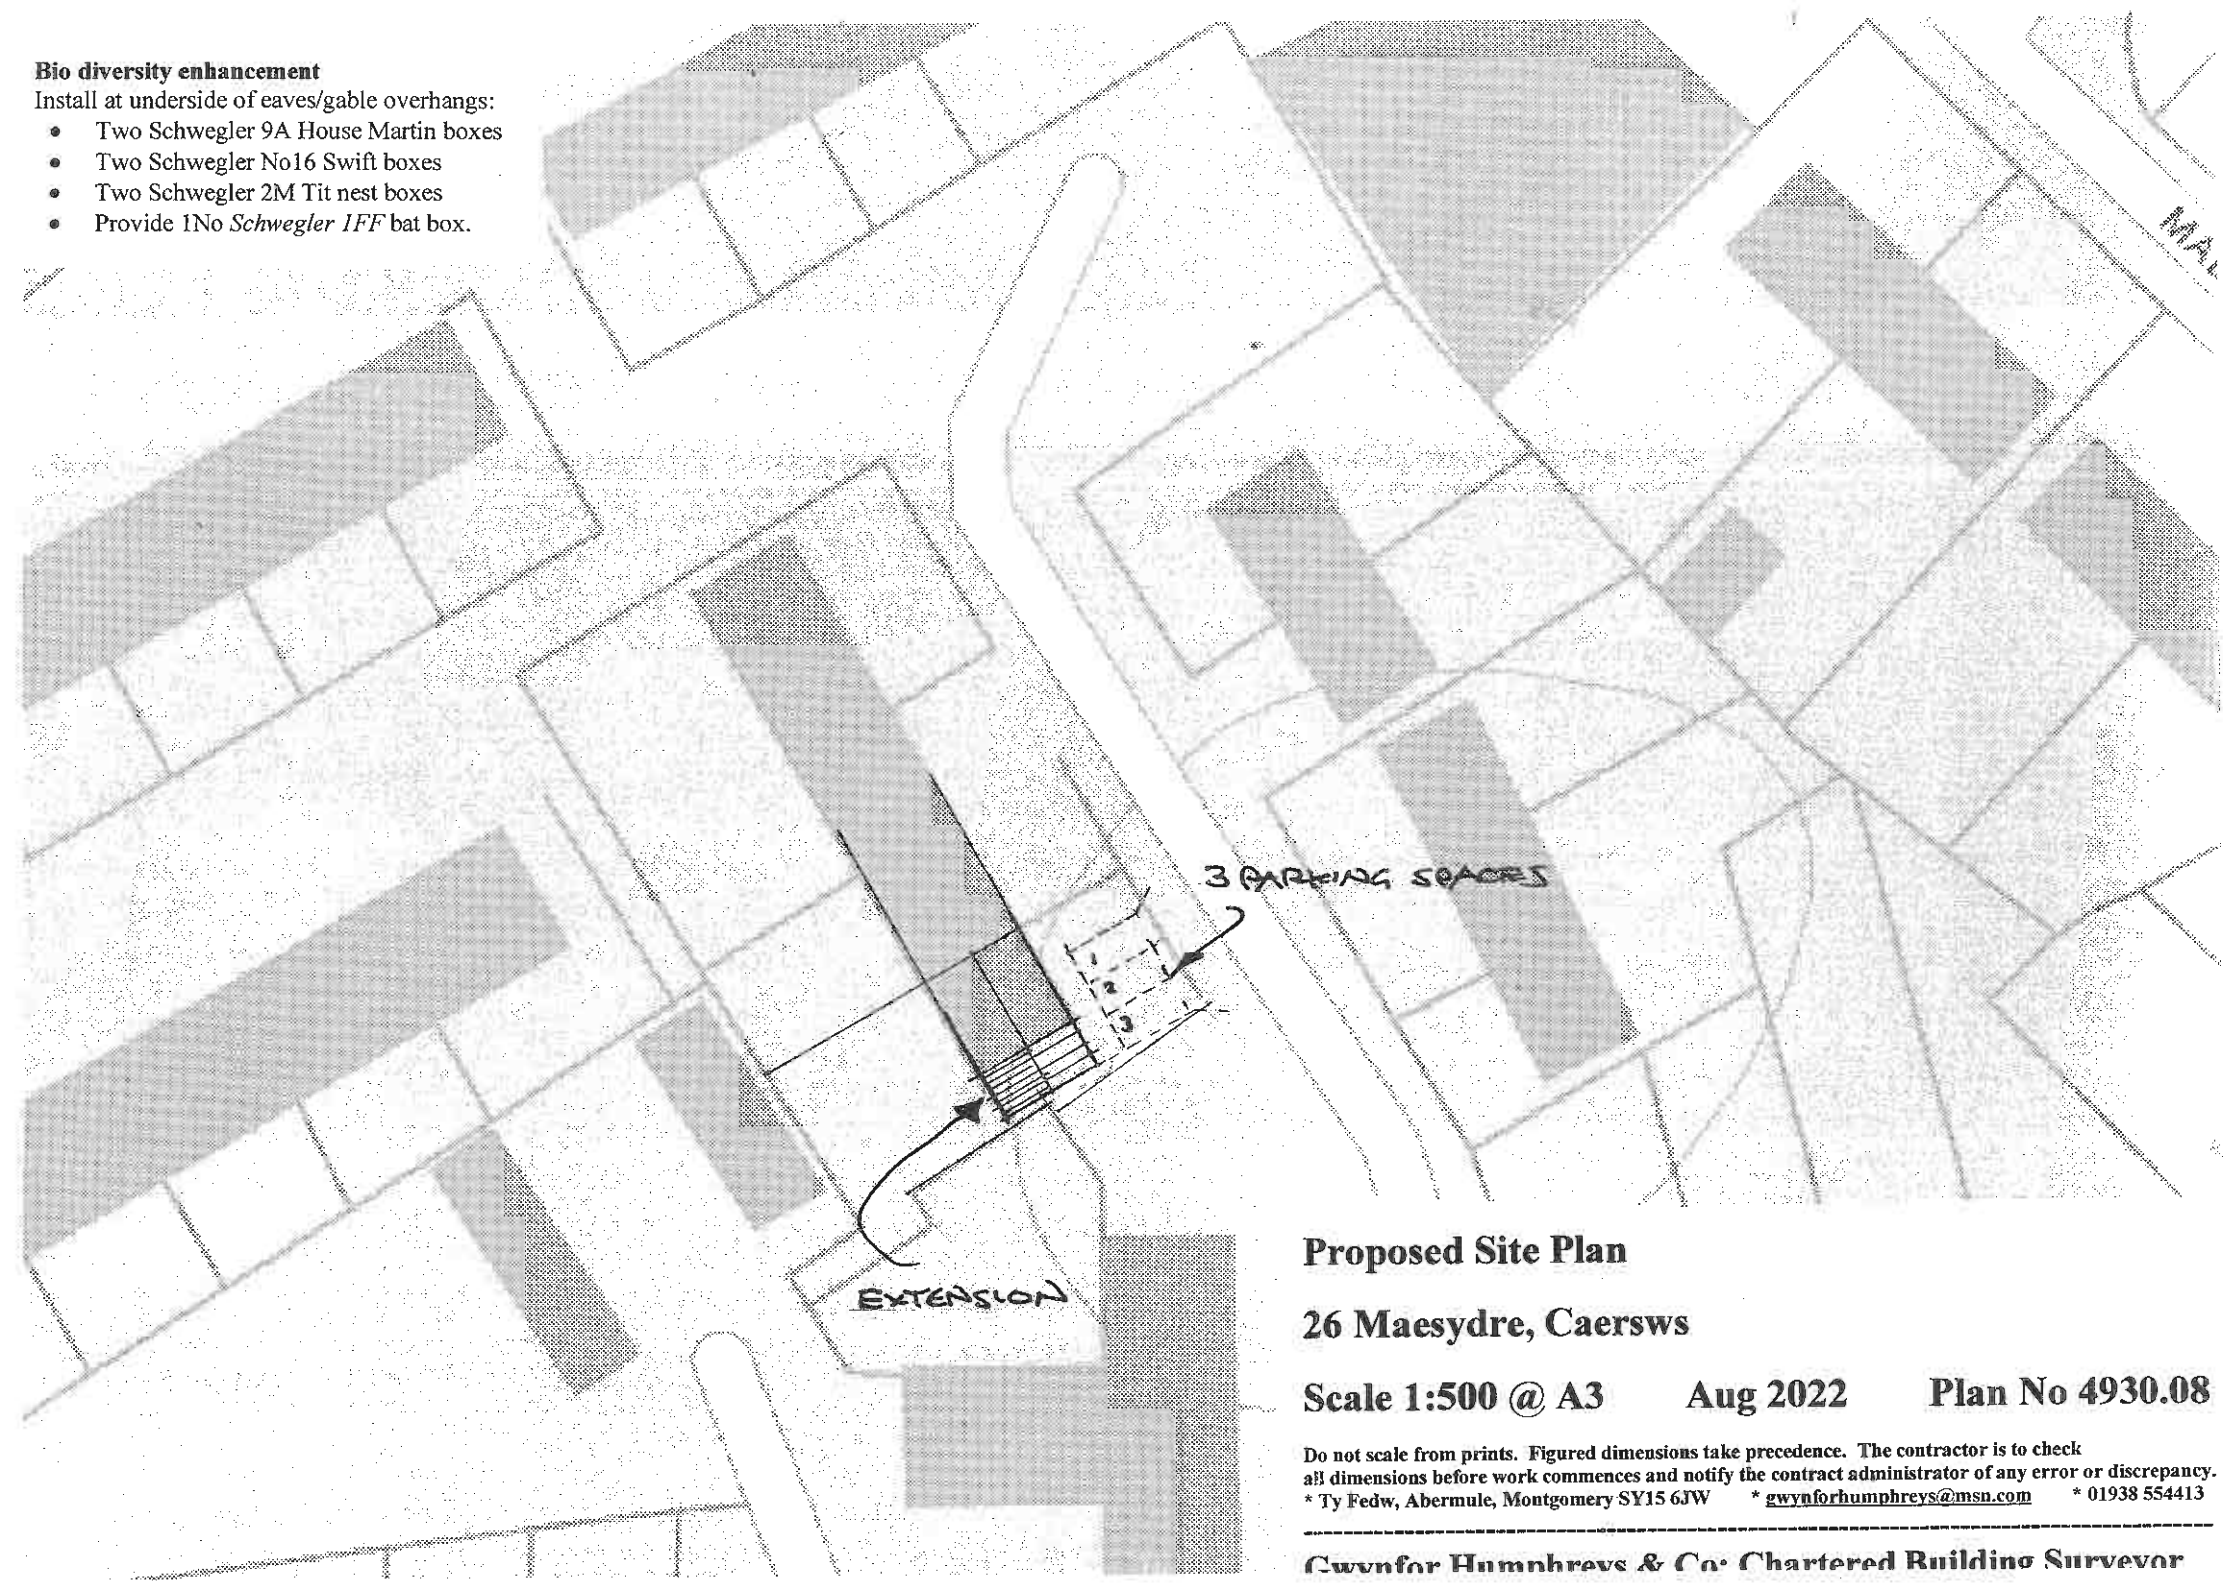 Bio diversity enhancement
Install at underside of eaves/gable overhangs:
• Two Schwegler 9A House Martin boxes
• Two Schwegler No16 Swift boxes
• Two Schwegler 2M Tit nest boxes
• Provide 1No Schwegler 1FF bat box.
3 PARKING SPACES
1
2
3
EXTENSION
Proposed Site Plan
26 Maesydre, Caersws
Scale 1:500 @ A3 Aug 2022 Plan No 4930.08
Do not scale from prints. Figured dimensions take precedence. The contractor is to check
all dimensions before work commences and notify the contract administrator of any error or discrepancy.
* Ty Fedw, Abermule, Montgomery SY15 6JW * gwynforhumphreys@msn.com * 01938 554413
Gwynfor Humphreys & Co: Chartered Building Surveyor